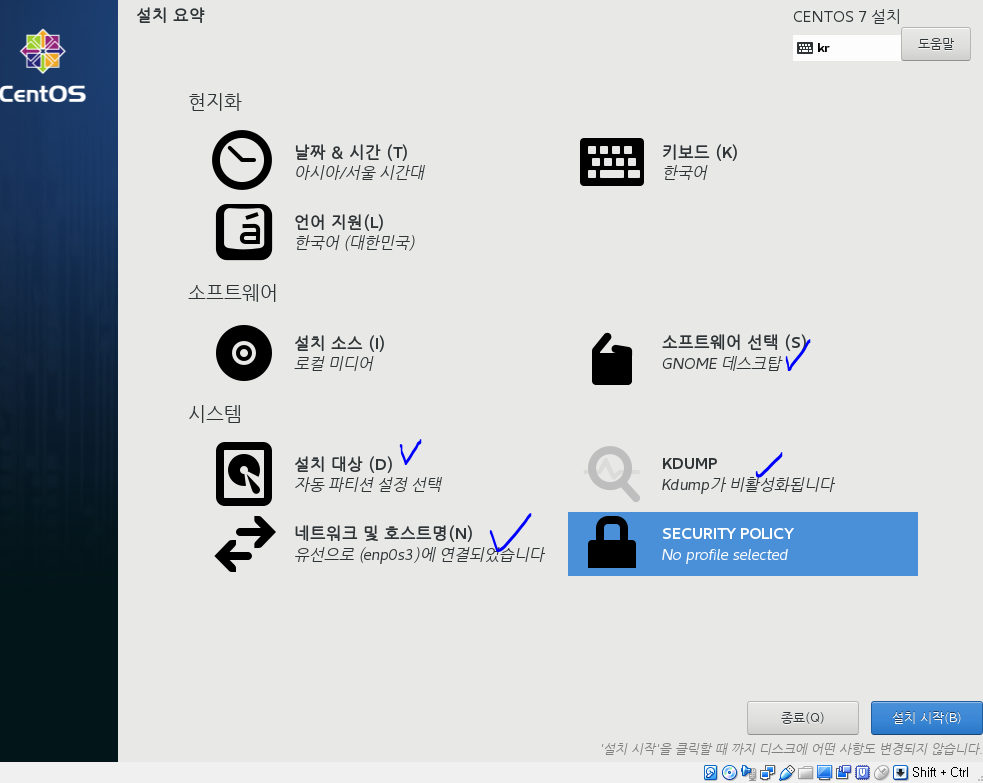 설치 요약
CENTOS 7 설치
kr
도움말
CentOS
현지화
날짜 & 시간 (T)
아시아/서울 시간대
키보드 (K)
한국어
언어 지원(L)
한국어 (대한민국)
소프트웨어
설치 소스 (I)
로컬 미디어
소프트웨어 선택 (S)
GNOME 데스크탑
시스템
설치 대상 (D)
자동 파티션 설정 선택
KDUMP
Kdump가 비활성화됩니다
네트워크 및 호스트명(N)
유선으로 (enp0s3)에 연결되었습니다
SECURITY POLICY
No profile selected
종료(Q)
설치 시작(B)
'설치 시작'을 클릭할 때 까지 디스크에 어떤 사항도 변경되지 않습니다.
Shift + Ctrl